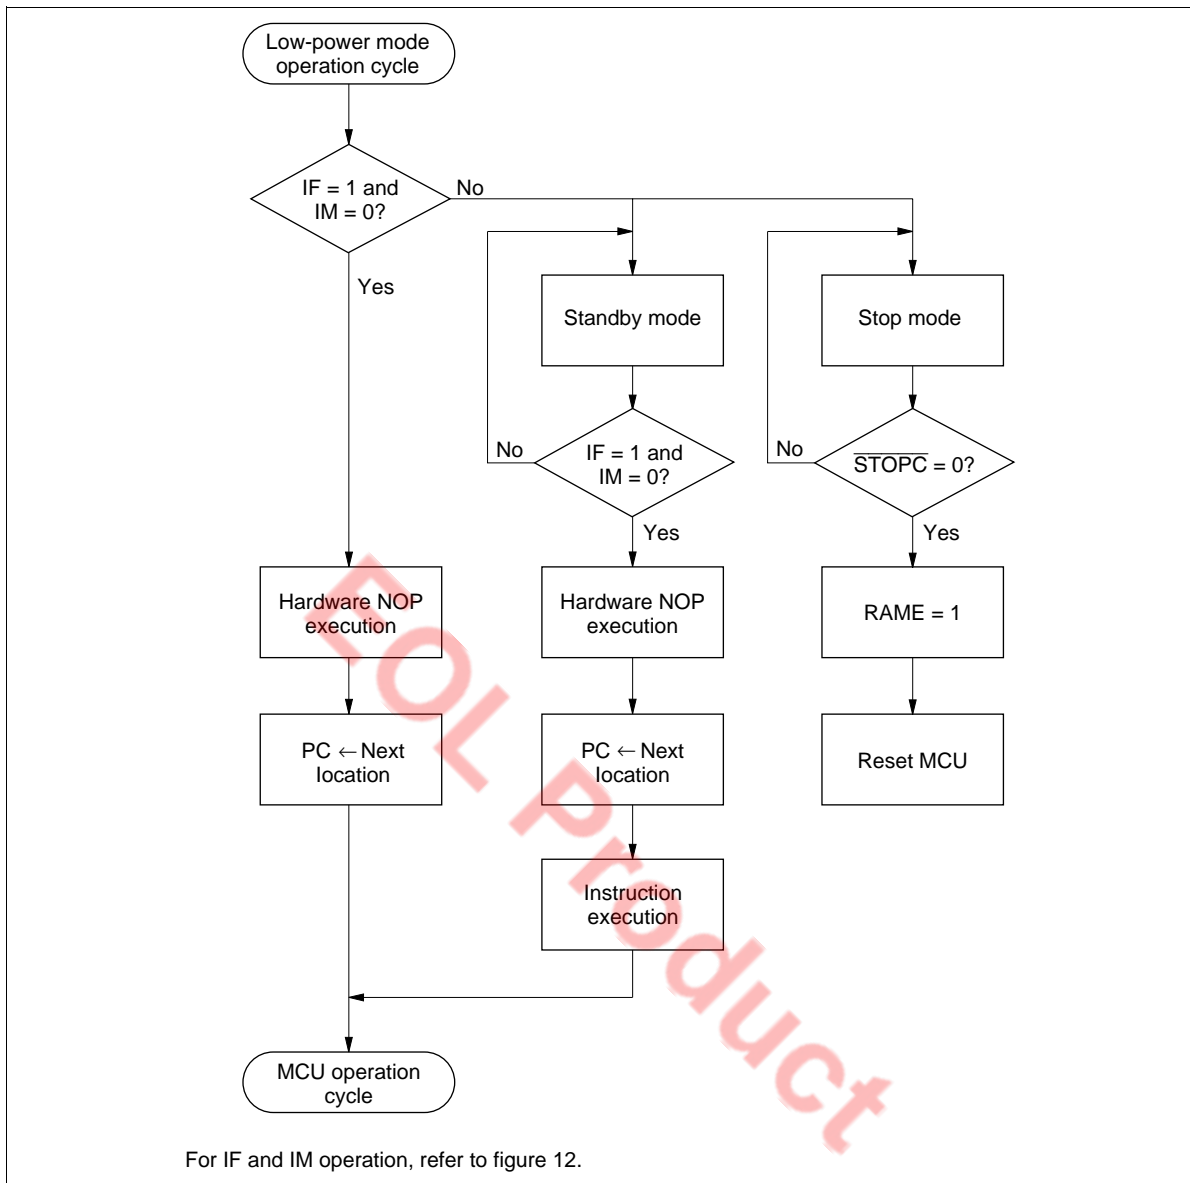 Low-power mode
operation cycle
IF = 1 and
IM = 0?
No
Yes
Standby mode
Stop mode
No
IF = 1 and
IM = 0?
No
S̅T̅O̅P̅C̅ = 0?
Yes
Yes
Hardware NOP
execution
Hardware NOP
execution
RAME = 1
PC ← Next
location
PC ← Next
location
Reset MCU
Instruction
execution
MCU operation
cycle
For IF and IM operation, refer to figure 12.
EOL Product